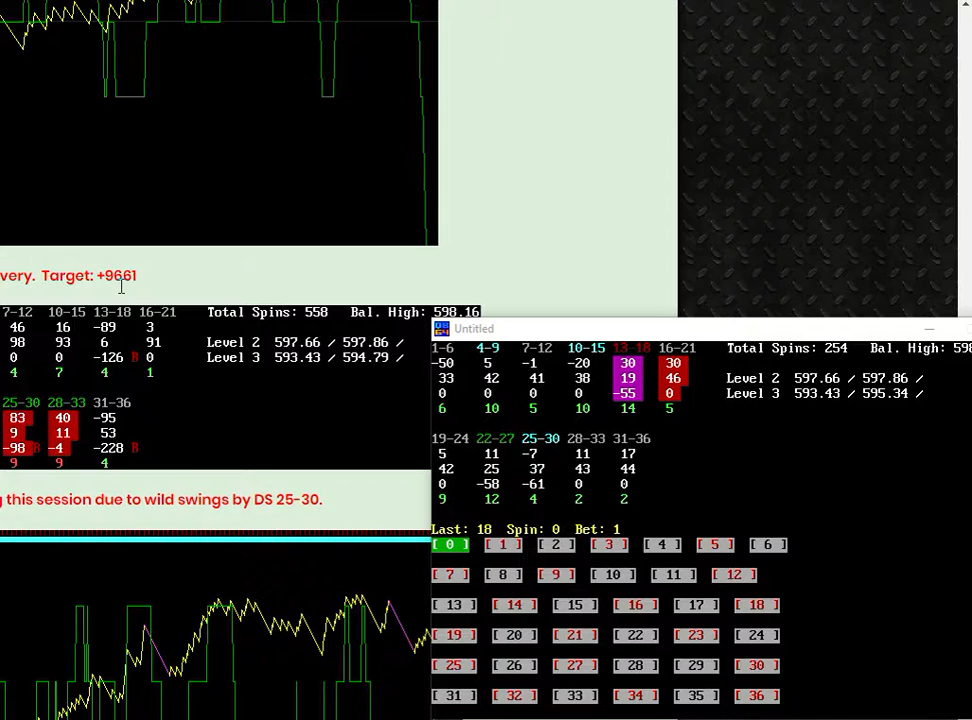 very. Target: +9661
7-12 10-15 13-18 16-21 Total Spins: 558 Bal. High: 598.16
46 16 -89 3
98 93 6 91 Level 2 597.66 / 597.86 /
0 0 -126 R 0 Level 3 593.43 / 594.79 /
4 7 4 1
25-30 28-33 31-36
83 40 -95
9 11 53
-98 R -4 -228 R
9 9 4
g this session due to wild swings by DS 25-30.
Untitled
1-6 4-9 7-12 10-15 13-18 16-21 Total Spins: 254 Bal. High: 598
-50 5 -1 -20 30 30
33 42 41 38 19 46 Level 2 597.66 / 597.86 /
0 0 0 0 -55 0 Level 3 593.43 / 595.34 /
6 10 5 10 14 5
19-24 22-27 25-30 28-33 31-36
5 11 -7 11 17
42 25 37 43 44
0 -58 -61 0 0
9 12 4 2 2
Last: 18 Spin: 0 Bet: 1
[ 0 ] [ 1 ] [ 2 ] [ 3 ] [ 4 ] [ 5 ] [ 6 ]
[ 7 ] [ 8 ] [ 9 ] [ 10 ] [ 11 ] [ 12 ]
[ 13 ] [ 14 ] [ 15 ] [ 16 ] [ 17 ] [ 18 ]
[ 19 ] [ 20 ] [ 21 ] [ 22 ] [ 23 ] [ 24 ]
[ 25 ] [ 26 ] [ 27 ] [ 28 ] [ 29 ] [ 30 ]
[ 31 ] [ 32 ] [ 33 ] [ 34 ] [ 35 ] [ 36 ]